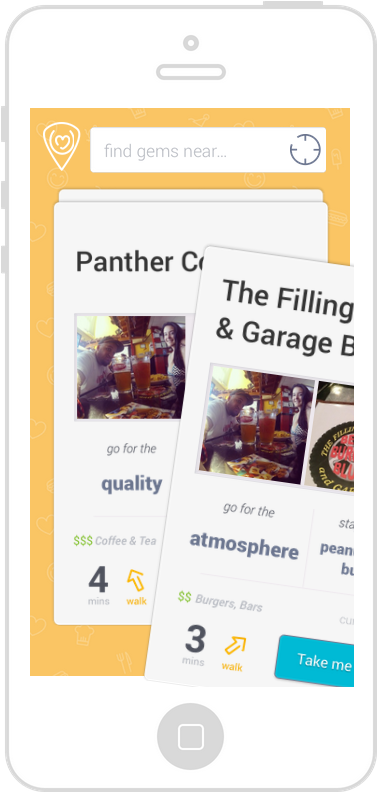 find gems near...
Panther Co
go for the
quality
$$$ Coffee & Tea
4
mins
walk
The Filling
& Garage B
go for the
atmosphere
sta
pean
bu
$$ Burgers, Bars
cu
3
mins
walk
Take me